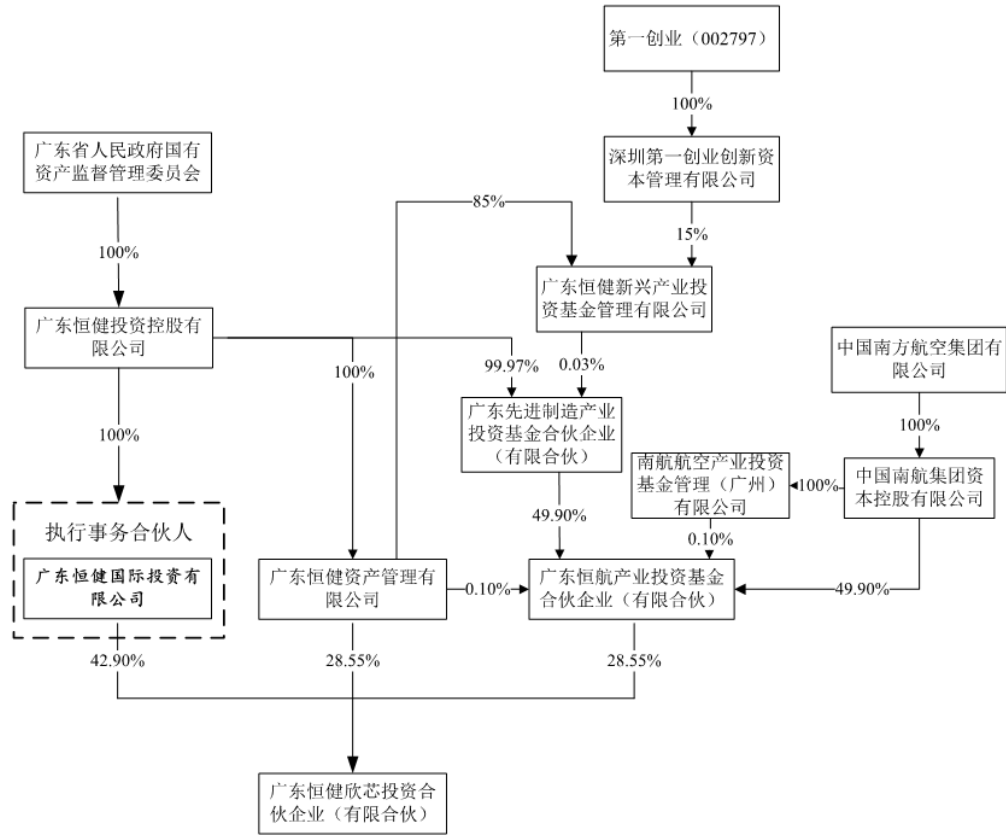 第一创业（002797）
100%
广东省人民政府国有
资产监督管理委员会
深圳第一创业创新资
本管理有限公司
85%
15%
100%
广东恒健新兴产业投
资基金管理有限公司
广东恒健投资控股有
限公司
中国南方航空集团有
限公司
99.97%
0.03%
100%
广东先进制造产业
投资基金合伙企业
（有限合伙）
100%
100%
南航航空产业投资
基金管理（广州）
有限公司
100%
中国南航集团资
本控股有限公司
49.90%
0.10%
执行事务合伙人
广东恒健国际投资有
限公司
广东恒健资产管理有
限公司
0.10%
广东恒航产业投资基金
合伙企业（有限合伙）
49.90%
42.90%
28.55%
28.55%
广东恒健欣芯投资合
伙企业（有限合伙）